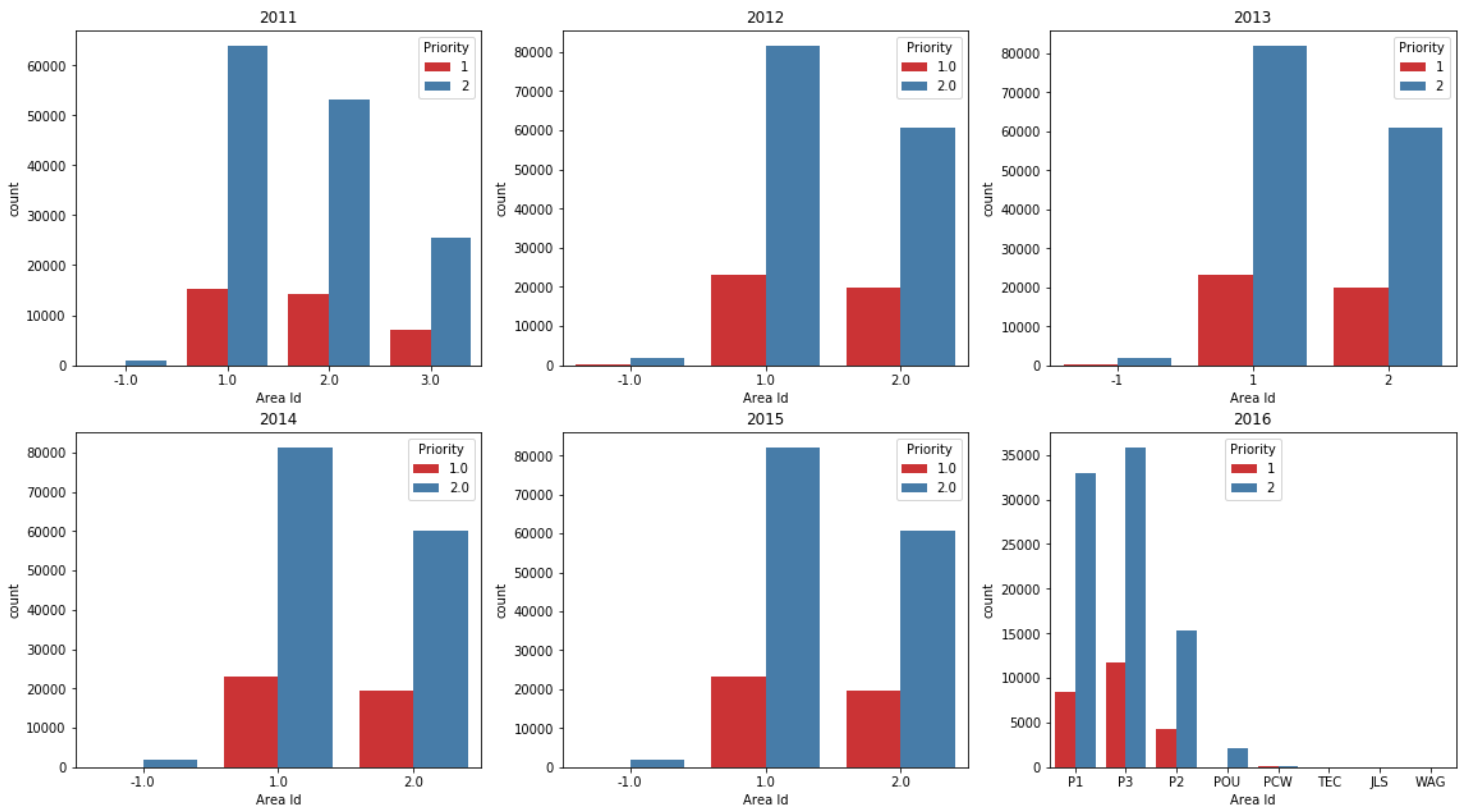 2011
Priority
1
2
60000
50000
40000
30000
20000
10000
0
count
-1.0 1.0 2.0 3.0
Area Id
2012
Priority
1.0
2.0
80000
70000
60000
50000
40000
30000
20000
10000
0
count
-1.0 1.0 2.0
Area Id
2013
Priority
1
2
80000
70000
60000
50000
40000
30000
20000
10000
0
count
-1 1 2
Area Id
2014
Priority
1.0
2.0
80000
70000
60000
50000
40000
30000
20000
10000
0
count
-1.0 1.0 2.0
Area Id
2015
Priority
1.0
2.0
80000
70000
60000
50000
40000
30000
20000
10000
0
count
-1.0 1.0 2.0
Area Id
2016
Priority
1
2
35000
30000
25000
20000
15000
10000
5000
0
count
P1 P3 P2 POU PCW TEC JLS WAG
Area Id